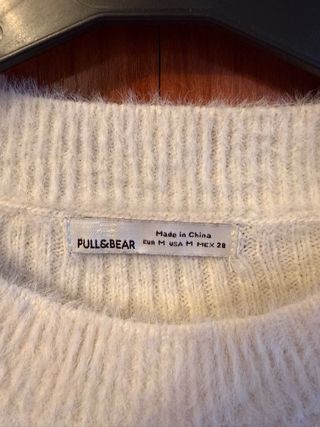 Made in China
PULL&BEAR
EUR M USA M MEX 28